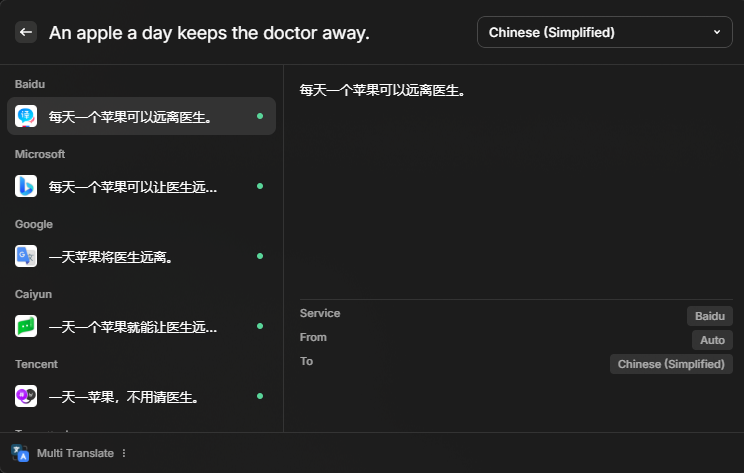 An apple a day keeps the doctor away.
Chinese (Simplified)
Baidu
每天一个苹果可以远离医生。
Microsoft
每天一个苹果可以让医生远...
Google
一天苹果将医生远离。
Caiyun
一天一个苹果就能让医生远...
Tencent
一天一苹果，不用请医生。
每天一个苹果可以远离医生。
Service
Baidu
From
Auto
To
Chinese (Simplified)
Multi Translate